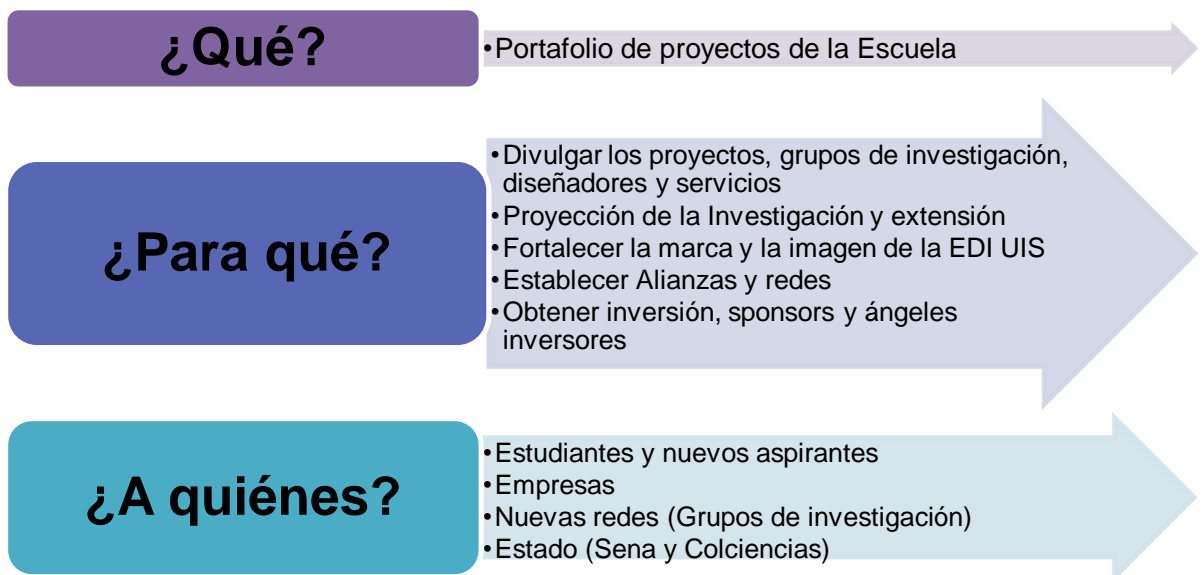 ¿Qué?
•Portafolio de proyectos de la Escuela
¿Para qué?
•Divulgar los proyectos, grupos de investigación,
diseñadores y servicios
•Proyección de la Investigación y extensión
•Fortalecer la marca y la imagen de la EDI UIS
•Establecer Alianzas y redes
•Obtener inversión, sponsors y ángeles
inversores
¿A quiénes?
•Estudiantes y nuevos aspirantes
•Empresas
•Nuevas redes (Grupos de investigación)
•Estado (Sena y Colciencias)